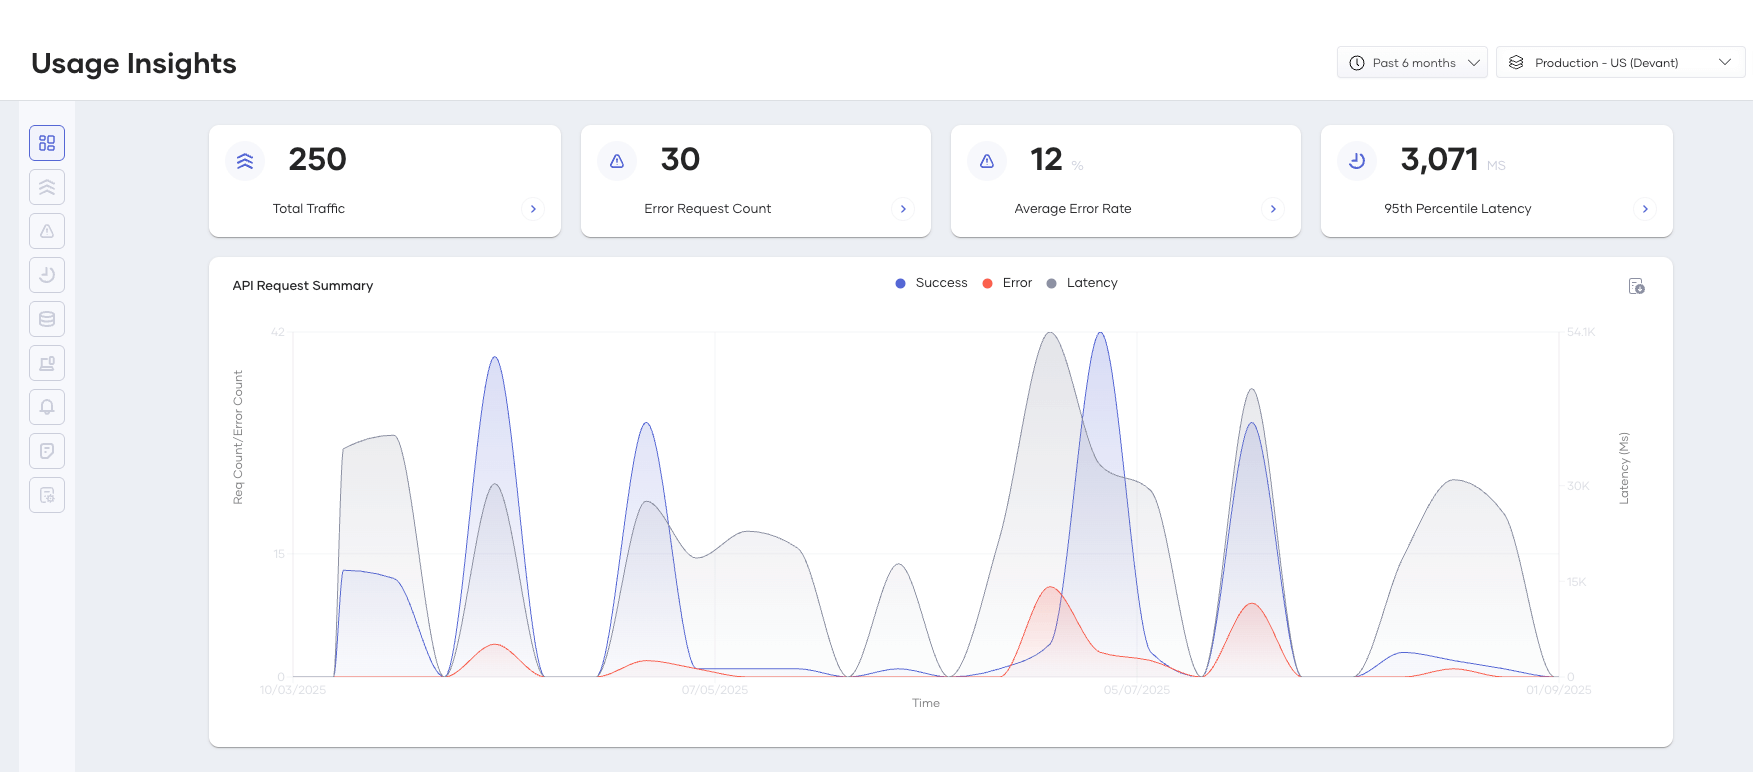 Usage Insights
Past 6 months
Production - US (Devant)
250
Total Traffic
30
Error Request Count
12 %
Average Error Rate
3,071 MS
95th Percentile Latency
API Request Summary
Success
Error
Latency
42
15
0
Req Count/Error Count
54.1K
30K
15K
0
Latency (Ms)
10/03/2025
07/05/2025
05/07/2025
01/09/2025
Time